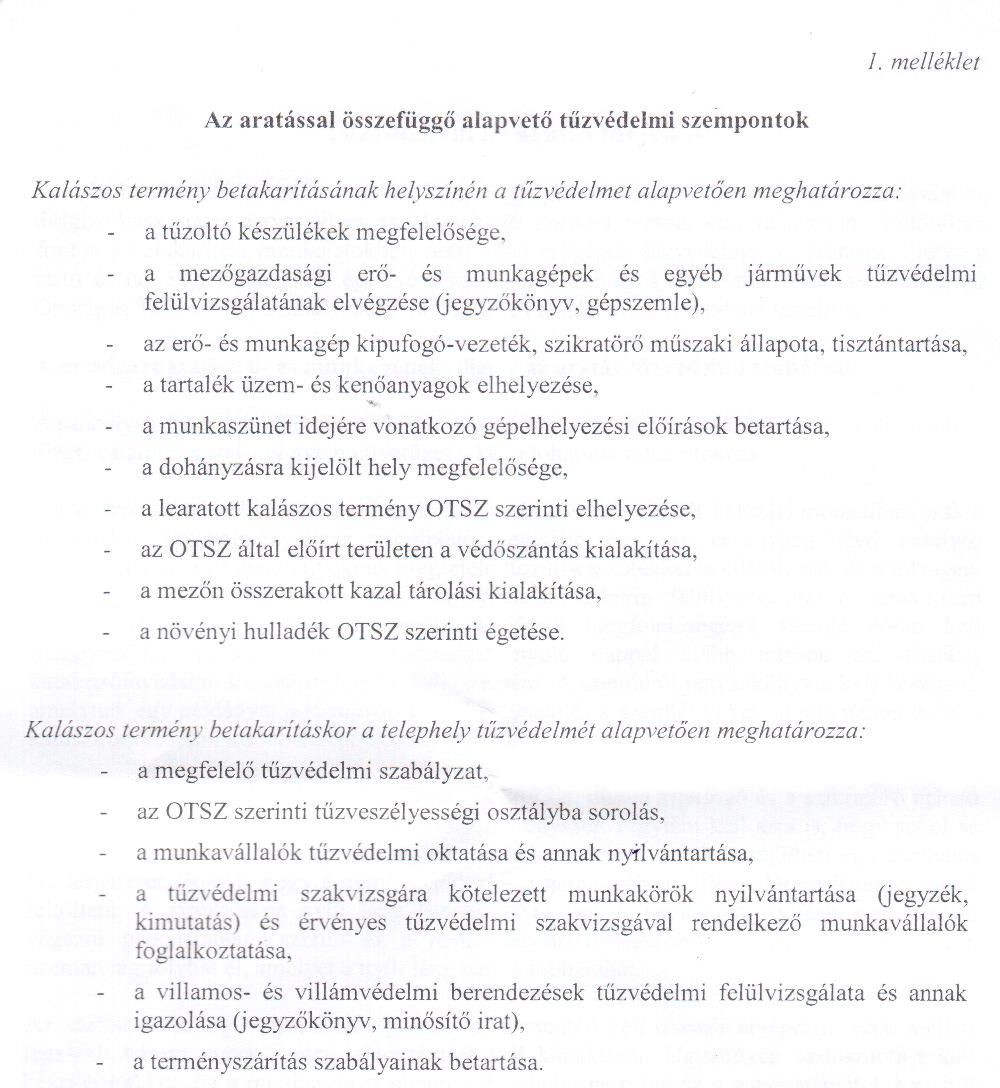 1. melléklet
Az aratással összefüggő alapvető tűzvédelmi szempontok
Kalászos termény betakarításának helyszínén a tűzvédelmet alapvetően meghatározza:
- a tűzoltó készülékek megfelelősége,
- a mezőgazdasági erő- és munkagépek és egyéb járművek tűzvédelmi
felülvizsgálatának elvégzése (jegyzőkönyv, gépszemle),
- az erő- és munkagép kipufogó-vezeték, szikratörő műszaki állapota, tisztántartása,
- a tartalék üzem- és kenőanyagok elhelyezése,
- a munkaszünet idejére vonatkozó gépelhelyezési előírások betartása,
- a dohányzásra kijelölt hely megfelelősége,
- a learatott kalászos termény OTSZ szerinti elhelyezése,
- az OTSZ által előírt területen a védőszántás kialakítása,
- a mezőn összerakott kazal tárolási kialakítása,
- a növényi hulladék OTSZ szerinti égetése.
Kalászos termény betakarításkor a telephely tűzvédelmét alapvetően meghatározza:
- a megfelelő tűzvédelmi szabályzat,
- az OTSZ szerinti tűzveszélyességi osztályba sorolás,
- a munkavállalók tűzvédelmi oktatása és annak nyilvántartása,
- a tűzvédelmi szakvizsgára kötelezett munkakörök nyilvántartása (jegyzék,
kimutatás) és érvényes tűzvédelmi szakvizsgával rendelkező munkavállalók
foglalkoztatása,
- a villamos- és villámvédelmi berendezések tűzvédelmi felülvizsgálata és annak
igazolása (jegyzőkönyv, minősítő irat),
- a terményszárítás szabályainak betartása.